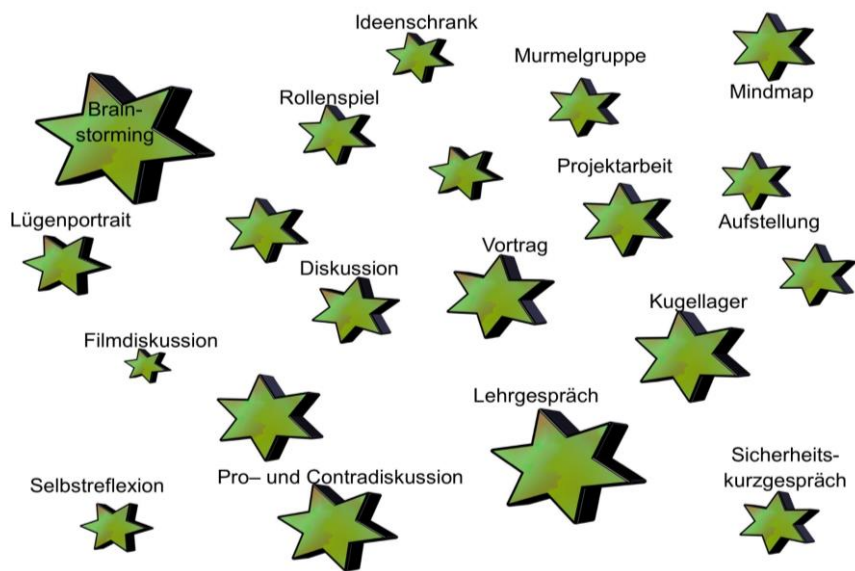 Ideenschrank
Murmelgruppe
Mindmap
Brain-
storming
Rollenspiel
Projektarbeit
Lügenportrait
Aufstellung
Vortrag
Diskussion
Kugellager
Filmdiskussion
Lehrgespräch
Selbstreflexion
Pro– und Contradiskussion
Sicherheits-
kurzgespräch